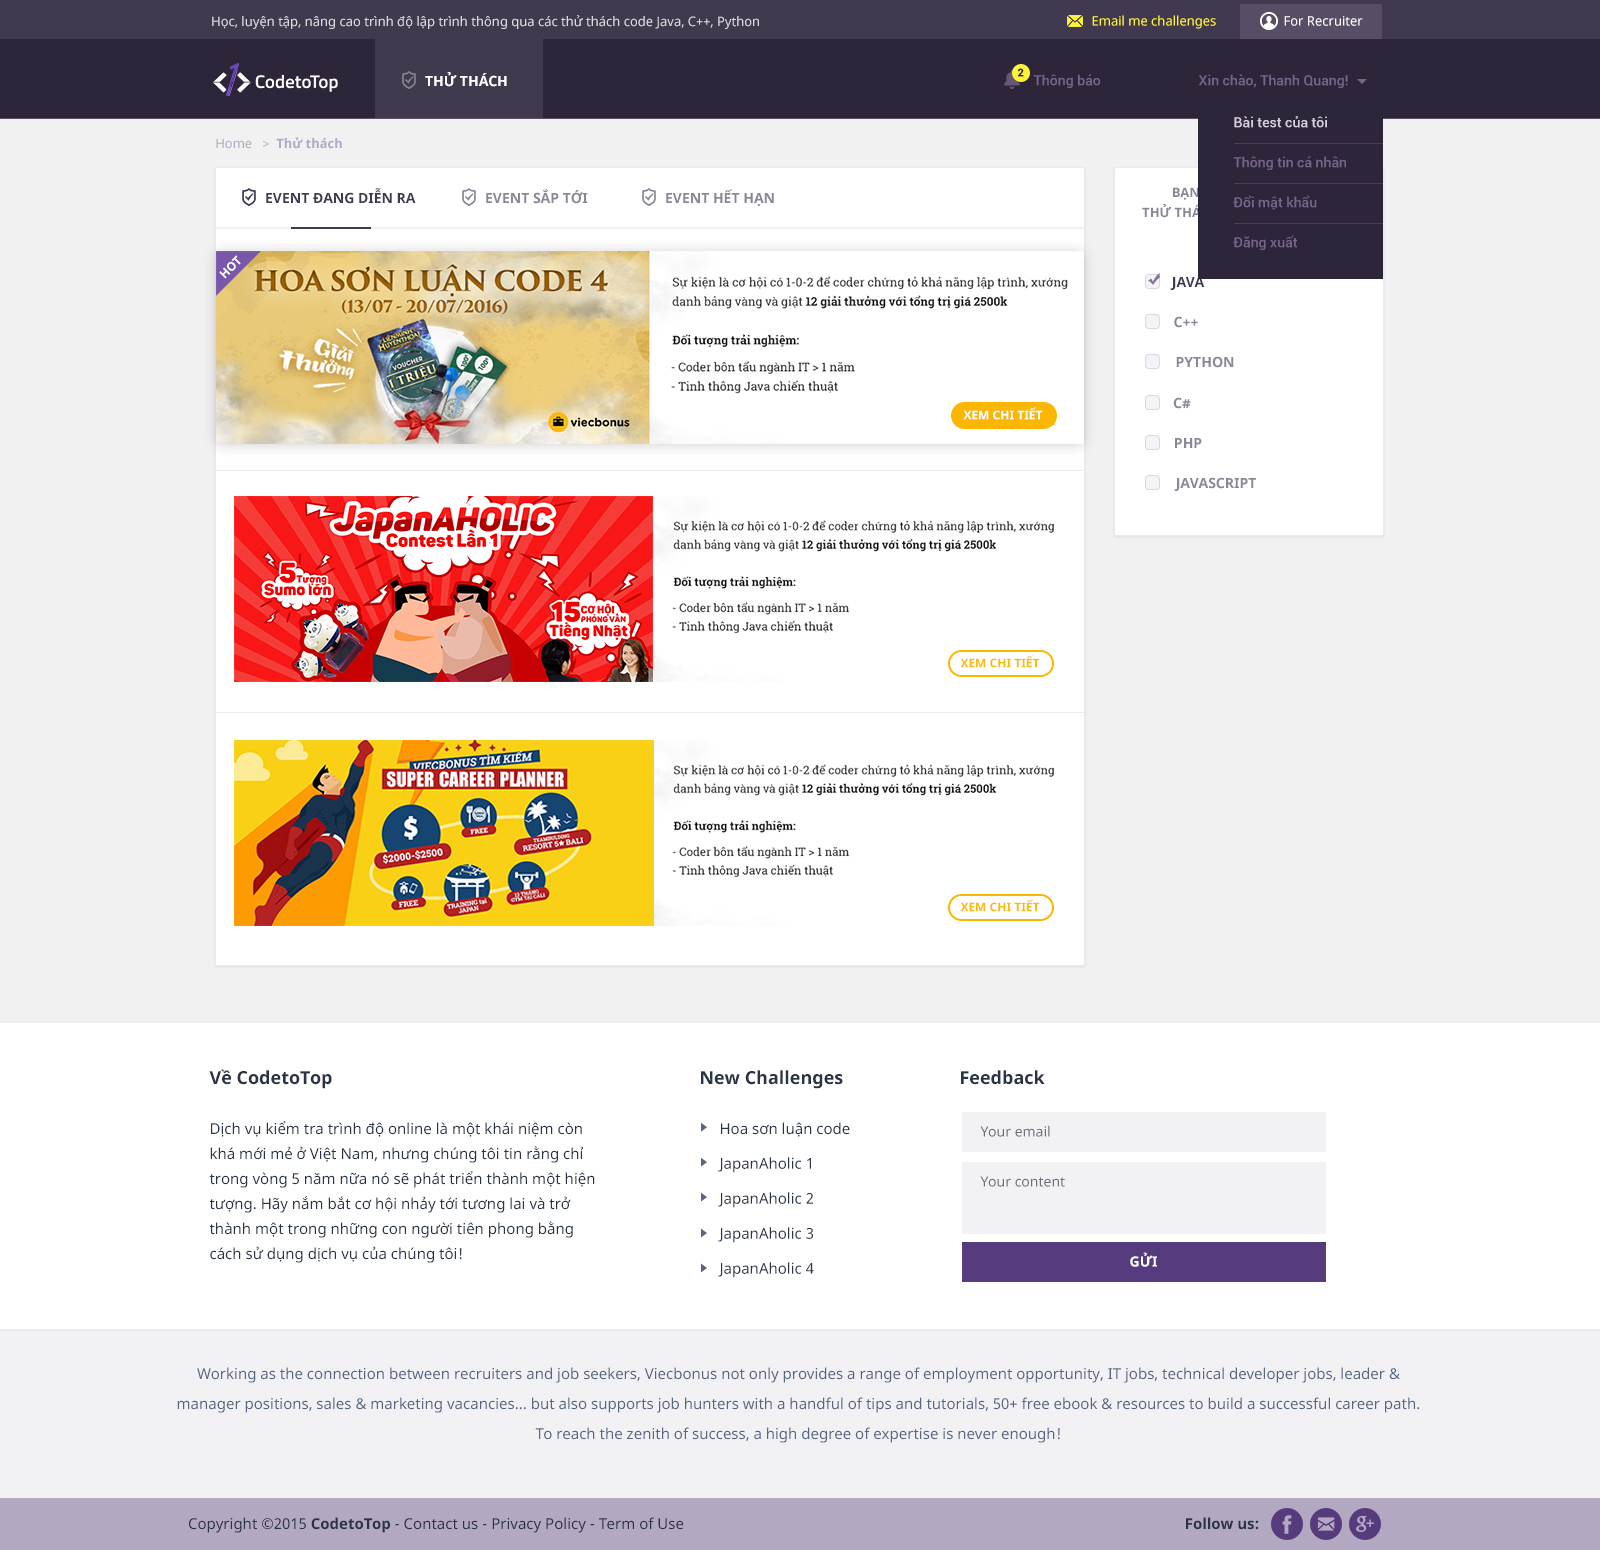 Học, luyện tập, nâng cao trình độ lập trình thông qua các thử thách code Java, C++, Python
Email me challenges
For Recruiter
CodetoTop
THỬ THÁCH
2
Thông báo
Xin chào, Thanh Quang!
Bài test của tôi
Thông tin cá nhân
Đổi mật khẩu
Đăng xuất
Home > Thử thách
EVENT ĐANG DIỄN RA
EVENT SẮP TỚI
EVENT HẾT HẠN
HOT
HOA SƠN LUẬN CODE 4
(13/07 - 20/07/2016)
Giải
Thưởng
LIÊN MINH
HUYỀN THOẠI
VOUCHER
1 TRIỆU
100
100
viecbonus
Sự kiện là cơ hội có 1-0-2 để coder chứng tỏ khả năng lập trình, xướng
danh bảng vàng và giật 12 giải thưởng với tổng trị giá 2500k
Đối tượng trải nghiệm:
- Coder bôn tẩu ngành IT > 1 năm
- Tinh thông Java chiến thuật
XEM CHI TIẾT
JapanAHOLIC
Contest Lần 1
5 Tượng
Sumo lớn
15 CƠ HỘI
PHỎNG VẤN
Tiếng Nhật
Sự kiện là cơ hội có 1-0-2 để coder chứng tỏ khả năng lập trình, xướng
danh bảng vàng và giật 12 giải thưởng với tổng trị giá 2500k
Đối tượng trải nghiệm:
- Coder bôn tẩu ngành IT > 1 năm
- Tinh thông Java chiến thuật
XEM CHI TIẾT
VIECBONUS TÌM KIẾM
SUPER CAREER PLANNER
$
$2000-$2500
FREE
TEAMBUILDING
RESORT 5★ BALI
FREE
TRAINING tại
JAPAN
12 THÁNG
GYM TẠI CALI
Sự kiện là cơ hội có 1-0-2 để coder chứng tỏ khả năng lập trình, xướng
danh bảng vàng và giật 12 giải thưởng với tổng trị giá 2500k
Đối tượng trải nghiệm:
- Coder bôn tẩu ngành IT > 1 năm
- Tinh thông Java chiến thuật
XEM CHI TIẾT
BẠN
THỬ THÁ
JAVA
C++
PYTHON
C#
PHP
JAVASCRIPT
Về CodetoTop
Dịch vụ kiểm tra trình độ online là một khái niệm còn
khá mới mẻ ở Việt Nam, nhưng chúng tôi tin rằng chỉ
trong vòng 5 năm nữa nó sẽ phát triển thành một hiện
tượng. Hãy nắm bắt cơ hội nhảy tới tương lai và trở
thành một trong những con người tiên phong bằng
cách sử dụng dịch vụ của chúng tôi!
New Challenges
Hoa sơn luận code
JapanAholic 1
JapanAholic 2
JapanAholic 3
JapanAholic 4
Feedback
Your email
Your content
GỬI
Working as the connection between recruiters and job seekers, Viecbonus not only provides a range of employment opportunity, IT jobs, technical developer jobs, leader &
manager positions, sales & marketing vacancies... but also supports job hunters with a handful of tips and tutorials, 50+ free ebook & resources to build a successful career path.
To reach the zenith of success, a high degree of expertise is never enough!
Copyright ©2015 CodetoTop - Contact us - Privacy Policy - Term of Use
Follow us: